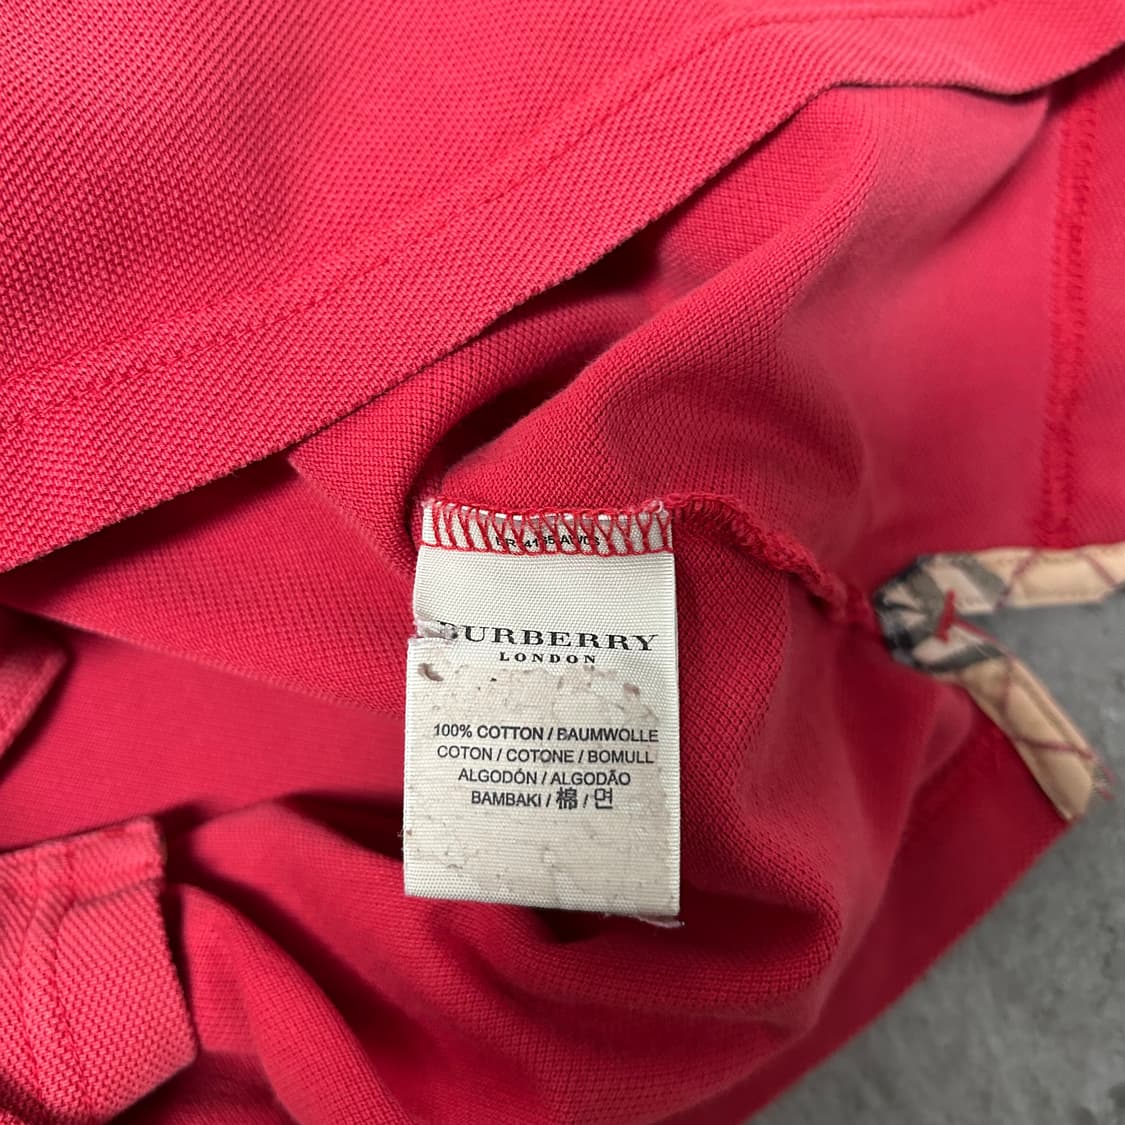 BURBERRY
LONDON
100% COTTON / BAUMWOLLE
COTON / COTONE / BOMULL
ALGODÓN / ALGODÃO
BAMBAKI / 棉 / 면